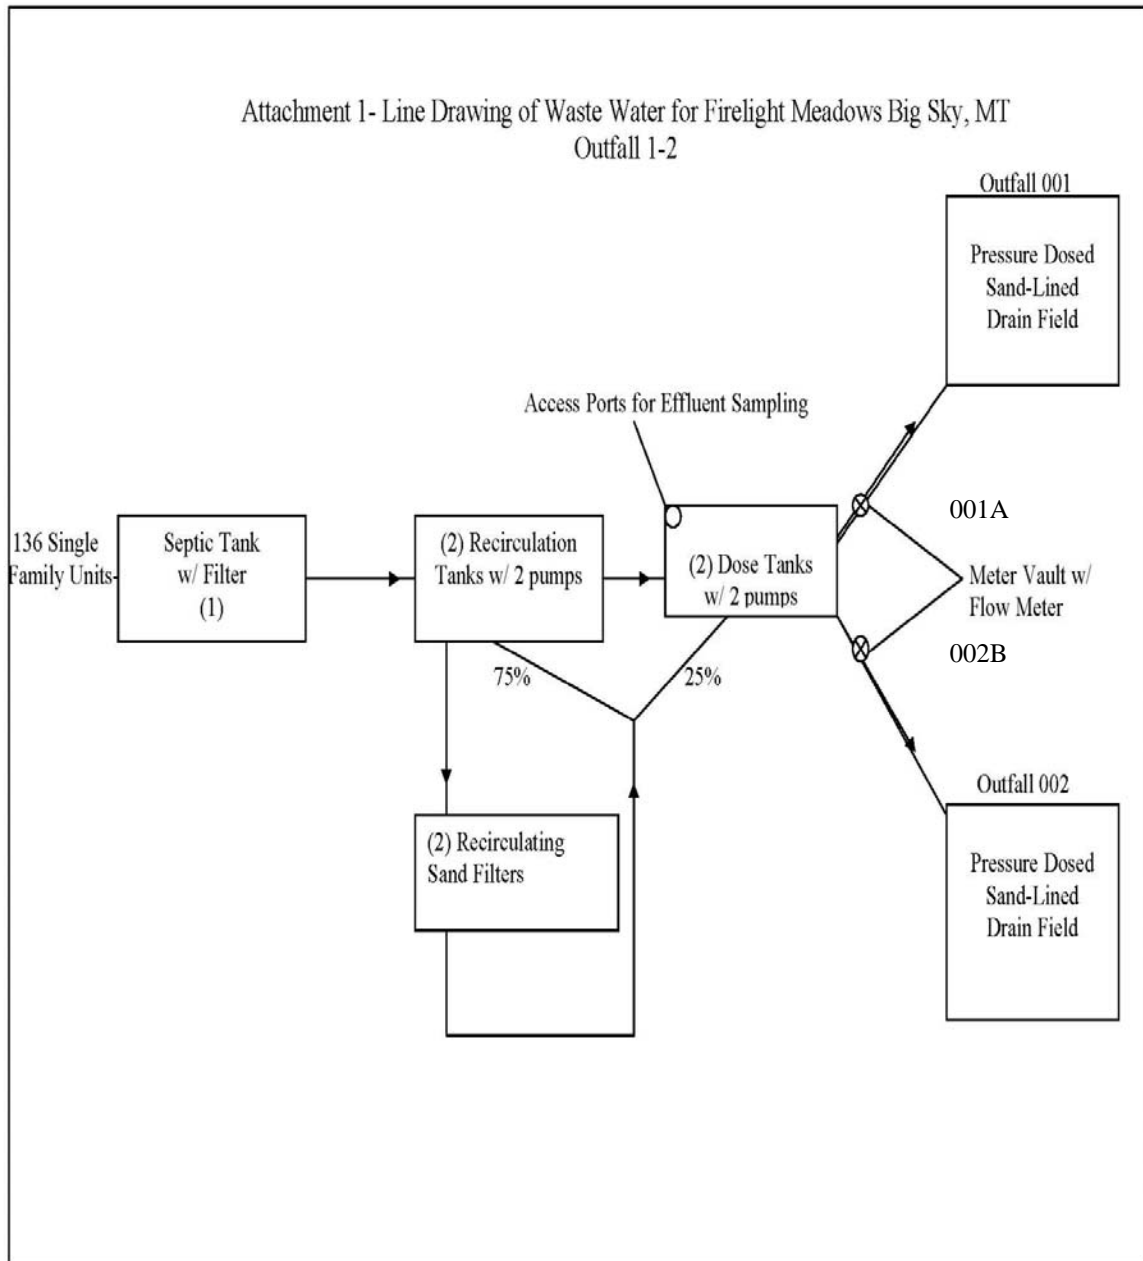 Attachment 1- Line Drawing of Waste Water for Firelight Meadows Big Sky, MT
Outfall 1-2
Outfall 001
Pressure Dosed
Sand-Lined
Drain Field
Access Ports for Effluent Sampling
136 Single
Family Units
Septic Tank
w/ Filter
(1)
(2) Recirculation
Tanks w/ 2 pumps
(2) Dose Tanks
w/ 2 pumps
001A
Meter Vault w/
Flow Meter
002B
75%
25%
(2) Recirculating
Sand Filters
Outfall 002
Pressure Dosed
Sand-Lined
Drain Field